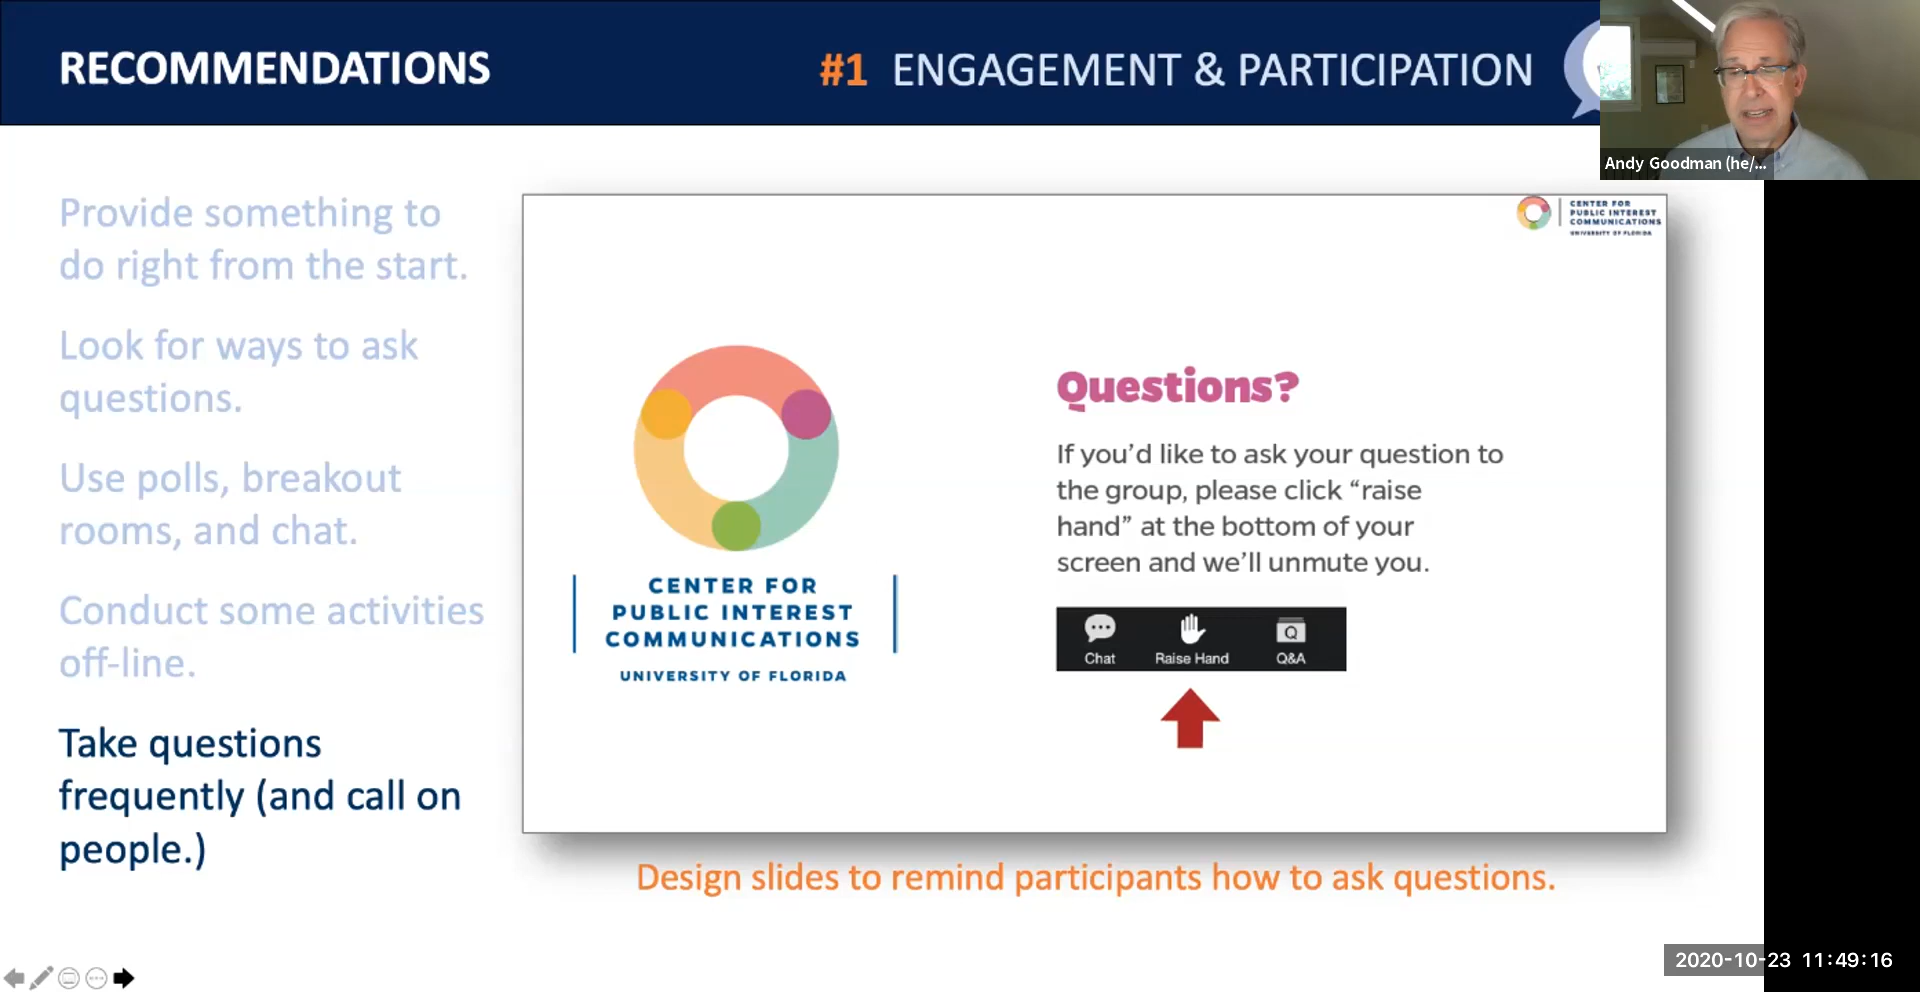 RECOMMENDATIONS
#1 ENGAGEMENT & PARTICIPATION
Andy Goodman (he/...
Provide something to
do right from the start.
Look for ways to ask
questions.
Use polls, breakout
rooms, and chat.
Conduct some activities
off-line.
Take questions
frequently (and call on
people.)
CENTER FOR
PUBLIC INTEREST
COMMUNICATIONS
UNIVERSITY OF FLORIDA
CENTER FOR
PUBLIC INTEREST
COMMUNICATIONS
UNIVERSITY OF FLORIDA
Questions?
If you’d like to ask your question to
the group, please click “raise
hand” at the bottom of your
screen and we’ll unmute you.
Chat Raise Hand Q&A
Design slides to remind participants how to ask questions.
2020-10-23 11:49:16